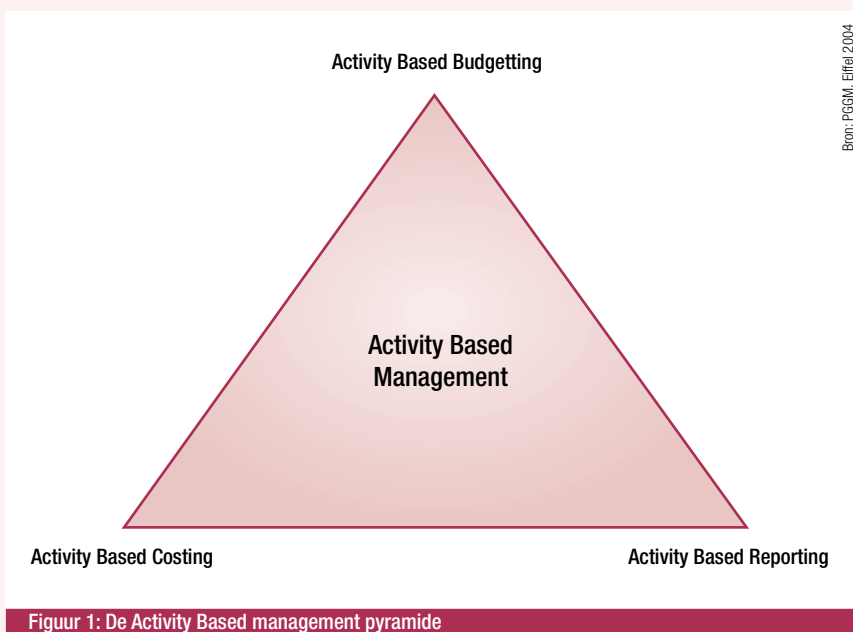 Activity Based Budgetting
Bron: PGGM, Eiffel 2004
Activity Based
Management
Activity Based Costing
Activity Based Reporting
Figuur 1: De Activity Based management pyramide